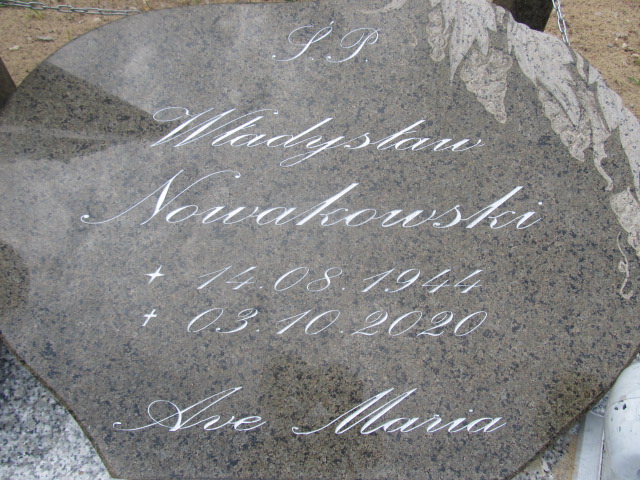 Ś.P.
Władysław
Nowakowski
14.08.1944
03.10.2020
Ave Maria